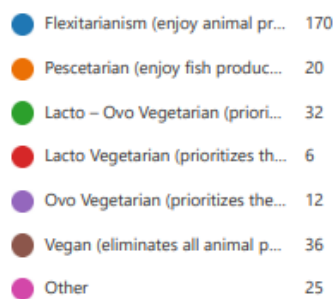 Flexitarianism (enjoy animal pr... 170
Pescetarian (enjoy fish produc... 20
Lacto – Ovo Vegetarian (priori... 32
Lacto Vegetarian (prioritizes th... 6
Ovo Vegetarian (prioritizes the... 12
Vegan (eliminates all animal p... 36
Other 25